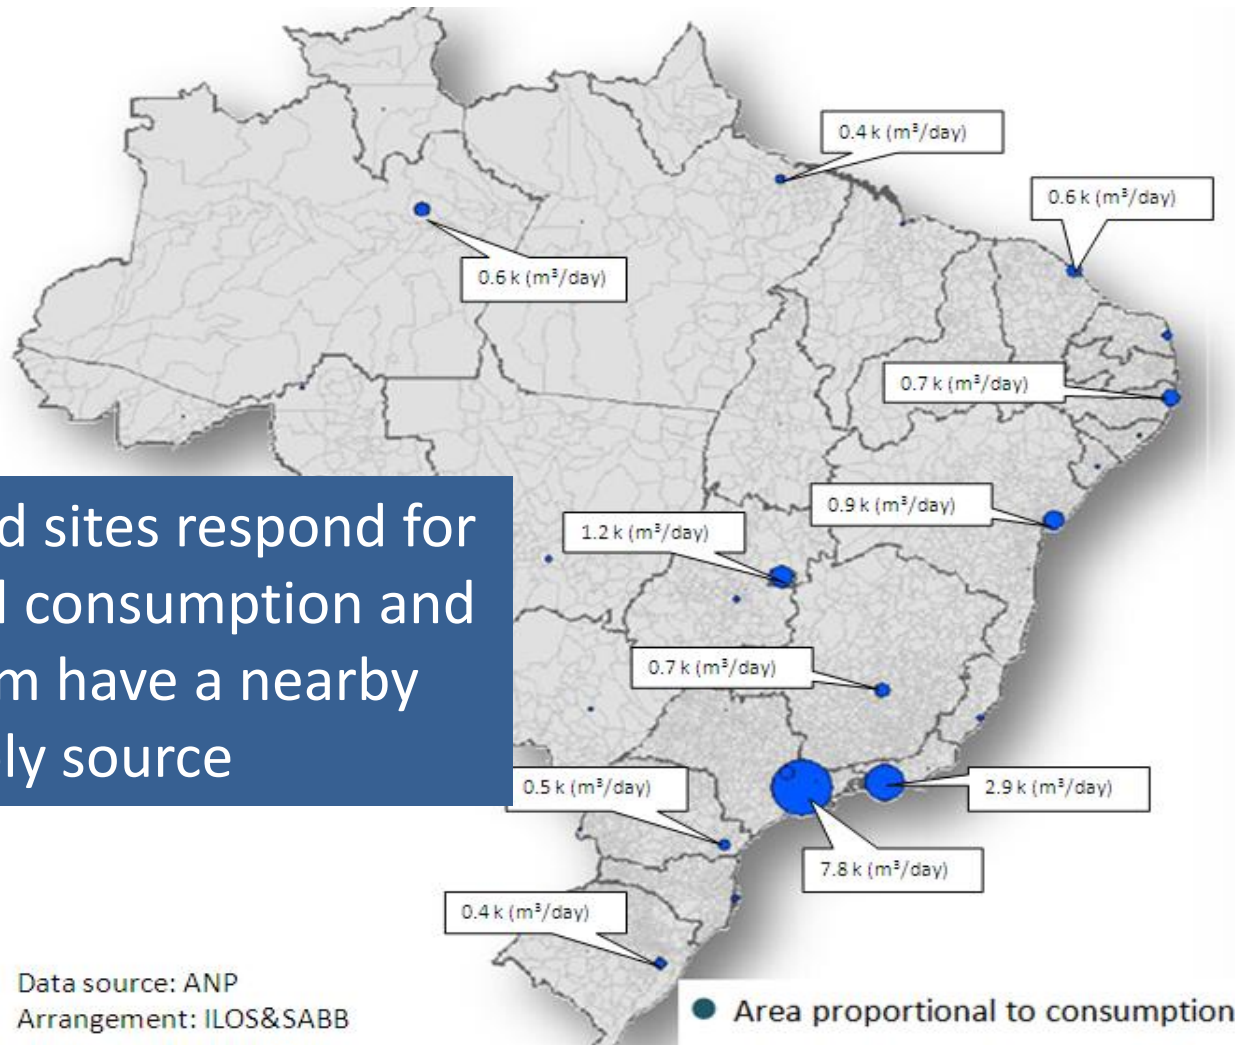 0.4 k (m³/day)
0.6 k (m³/day)
0.6 k (m³/day)
0.7 k (m³/day)
0.9 k (m³/day)
1.2 k (m³/day)
d sites respond for
l consumption and
m have a nearby
ly source
0.7 k (m³/day)
0.5 k (m³/day)
2.9 k (m³/day)
7.8 k (m³/day)
0.4 k (m³/day)
Data source: ANP
Arrangement: ILOS&SABB
Area proportional to consumption